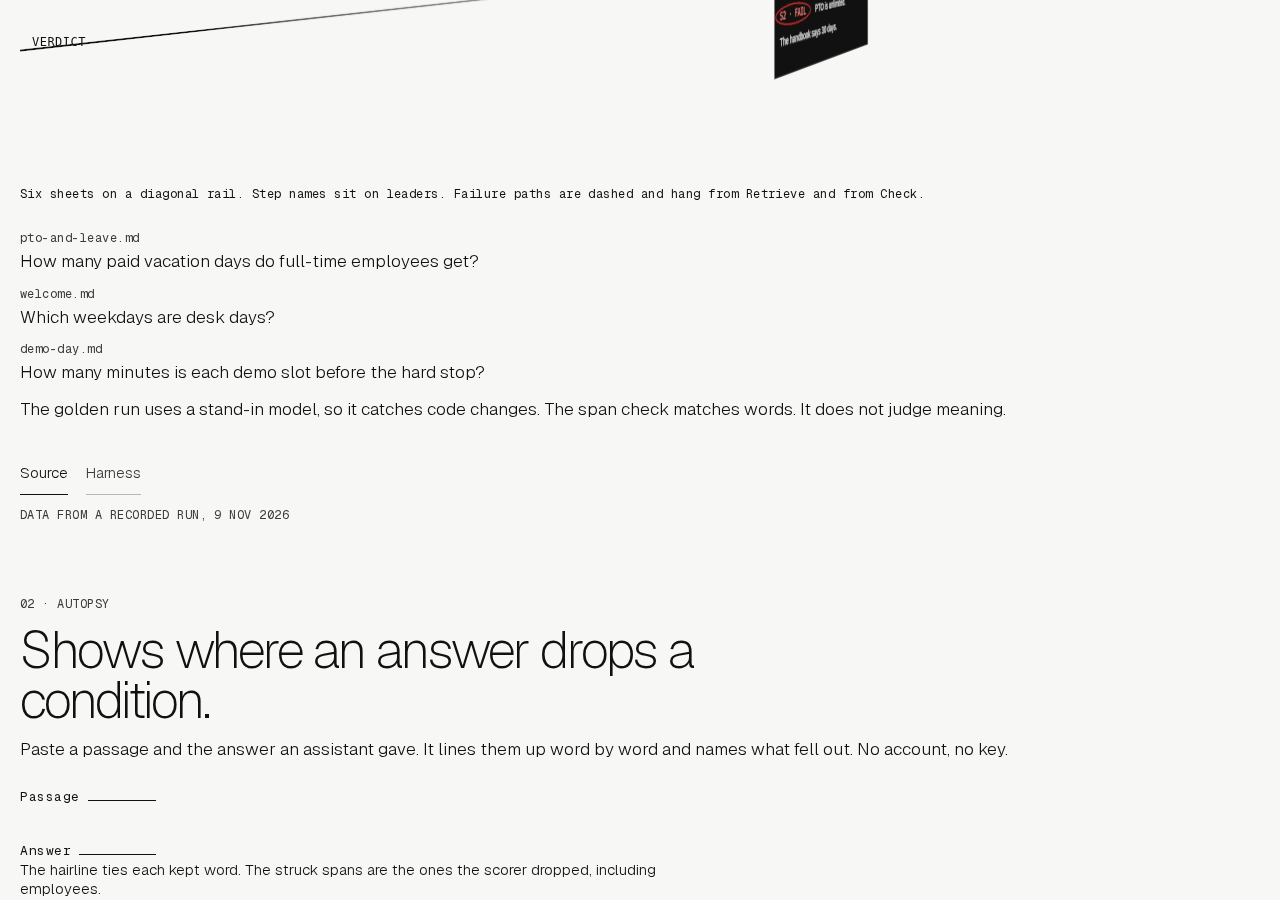 S2 · FAIL PTO is unlimited.
The handbook says 30 days.
VERDICT
Six sheets on a diagonal rail. Step names sit on leaders. Failure paths are dashed and hang from Retrieve and from Check.
pto-and-leave.md
How many paid vacation days do full-time employees get?
welcome.md
Which weekdays are desk days?
demo-day.md
How many minutes is each demo slot before the hard stop?
The golden run uses a stand-in model, so it catches code changes. The span check matches words. It does not judge meaning.
Source Harness
DATA FROM A RECORDED RUN, 9 NOV 2026
02 · AUTOPSY
Shows where an answer drops a
condition.
Paste a passage and the answer an assistant gave. It lines them up word by word and names what fell out. No account, no key.
Passage
Answer
The hairline ties each kept word. The struck spans are the ones the scorer dropped, including
employees.